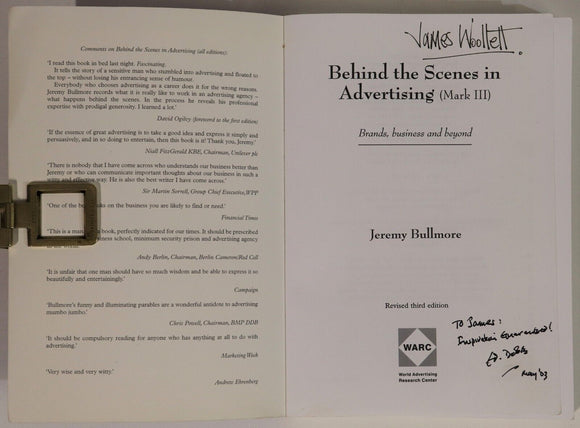 Comments on Behind the Scenes in Advertising (all editions):
'I read this book in bed last night. Fascinating.
It tells the story of a sensitive man who stumbled into advertising and floated to the top – without losing his entrancing sense of humour.
Everybody who chooses advertising as a career does it for the wrong reasons. Jeremy Bullmore records what it is really like to work in an advertising agency – what happens behind the scenes. In the process he reveals his professional expertise with prodigal generosity. I learned a lot.'
David Ogilvy (foreword to the first edition)
'If the essence of great advertising is to take a good idea and express it simply and persuasively, and in so doing to entertain, then this book is it! Thank you, Jeremy.'
Niall FitzGerald KBE, Chairman, Unilever plc
'There is nobody that I have come across who understands our business better than Jeremy or who can communicate important thoughts about our business in such a witty and effective way. He is also the best writer I have come across.'
Sir Martin Sorrell, Group Chief Executive, WPP
'One of the be ks on the business you are likely to find or need.'
Financial Times
'This is a man book, perfectly indicated for our times. It should be prescribed
iness school, minimum security prison and advertising agency
Andy Berlin, Chairman, Berlin Cameron/Red Cell
'It is unfair that one man should have so much wisdom and be able to express it so beautifully and entertainingly.'
Campaign
'Bullmore's funny and illuminating parables are a wonderful antidote to advertising mumbo jumbo.'
Chris Powell, Chairman, BMP DDB
'It should be compulsory reading for anyone who has anything at all to do with advertising.'
Marketing Week
'Very wise and very witty.'
Andrew Ehrenberg
James Woollett.
Behind the Scenes in
Advertising (Mark III)
Brands, business and beyond
Jeremy Bullmore
Revised third edition
WARC
World Advertising
Research Center
To James:
Inspiration Guaranteed!
May '03